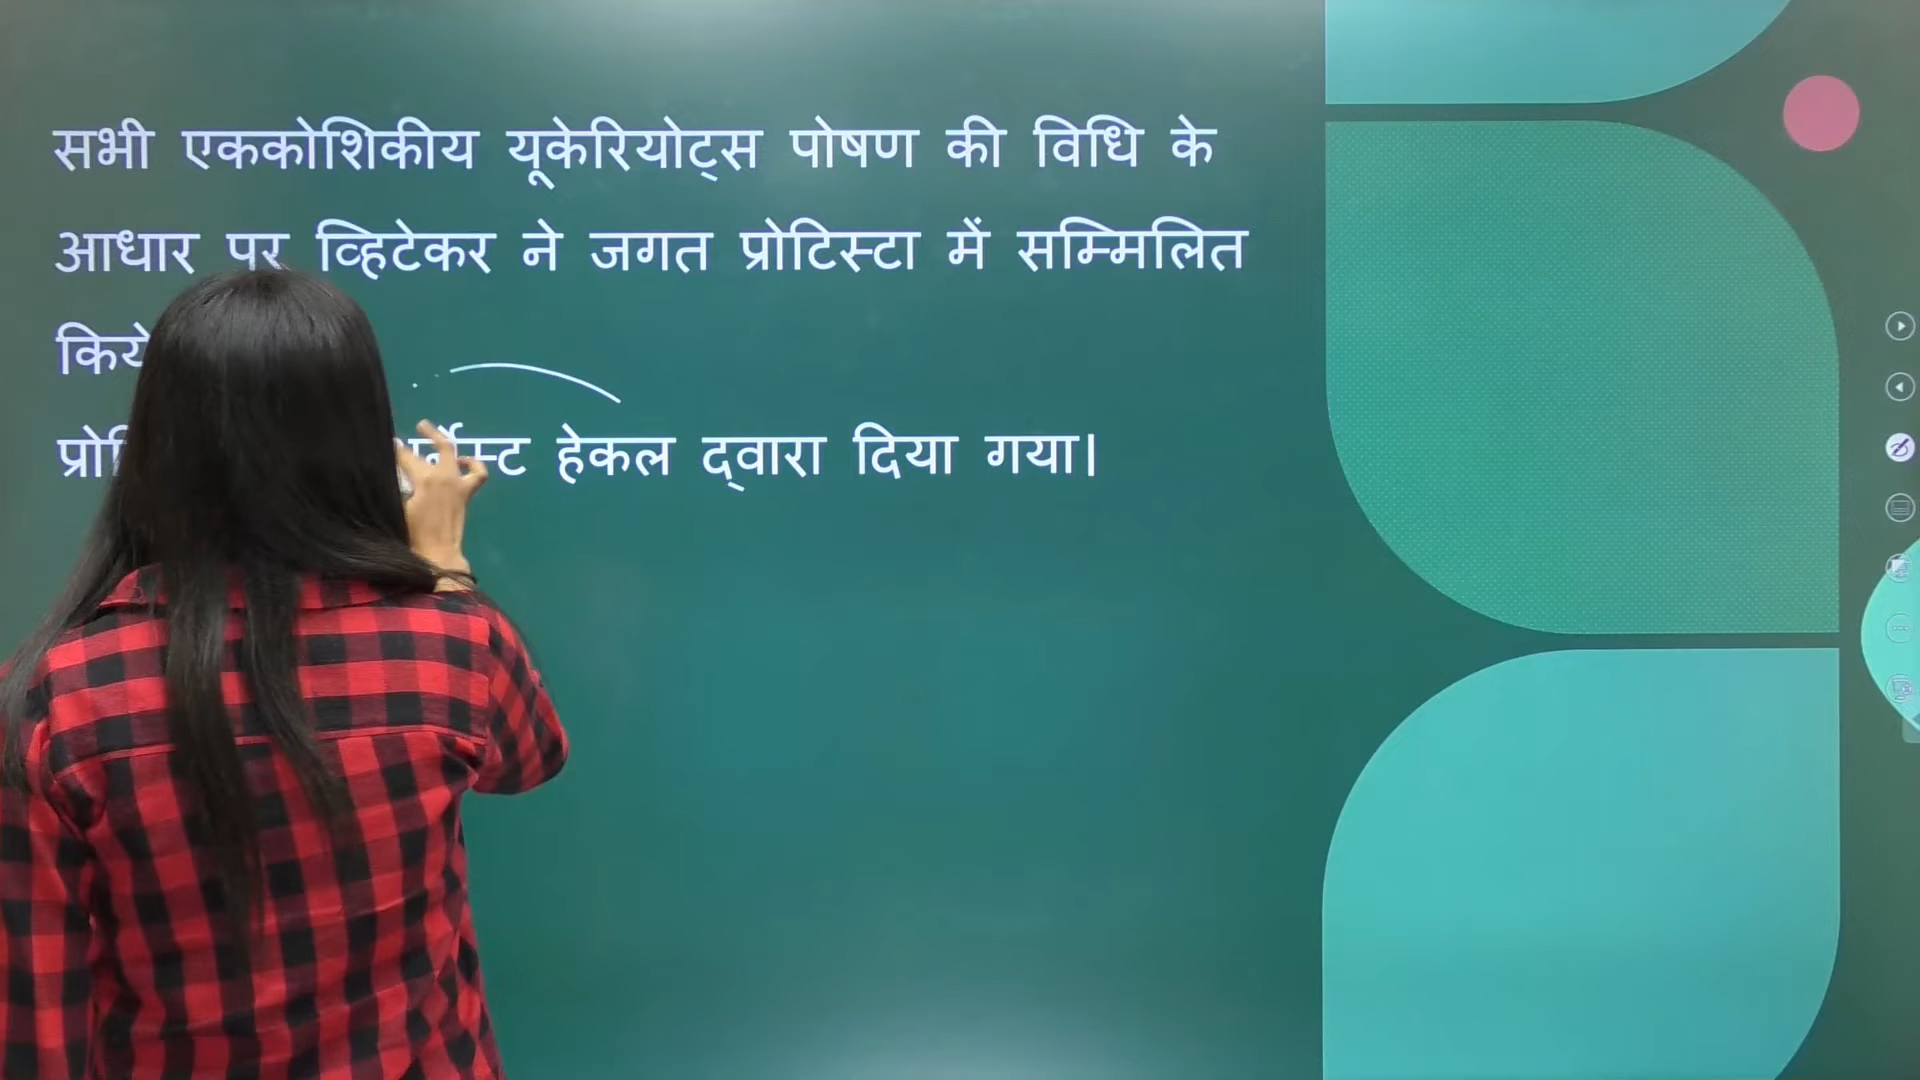 सभी एककोशिकीय यूकेरियोट्स पोषण की विधि के
आधार पर व्हिटेकर ने जगत प्रोटिस्टा में सम्मिलित
हेकल द्वारा दिया गया।